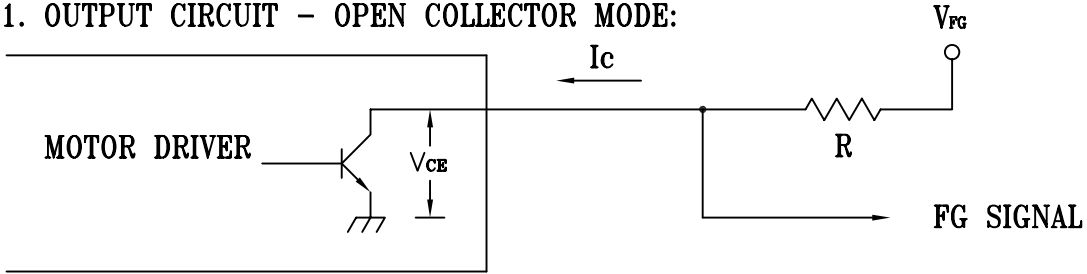 1. OUTPUT CIRCUIT - OPEN COLLECTOR MODE:
VFG
Ic
MOTOR DRIVER
VCE
R
FG SIGNAL